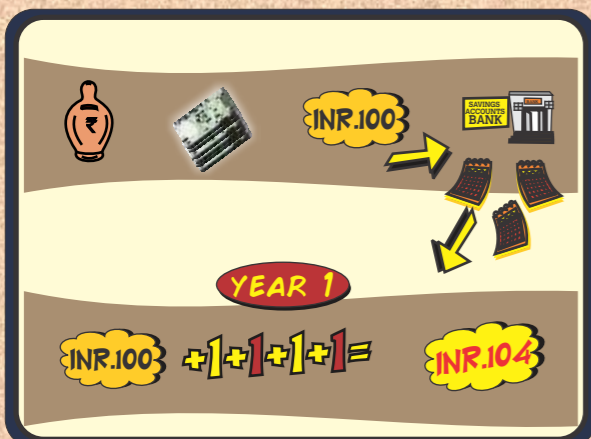 ₹
INR.100
SAVINGS
ACCOUNTS
BANK
YEAR 1
INR.100 +1+1+1+1= INR.104